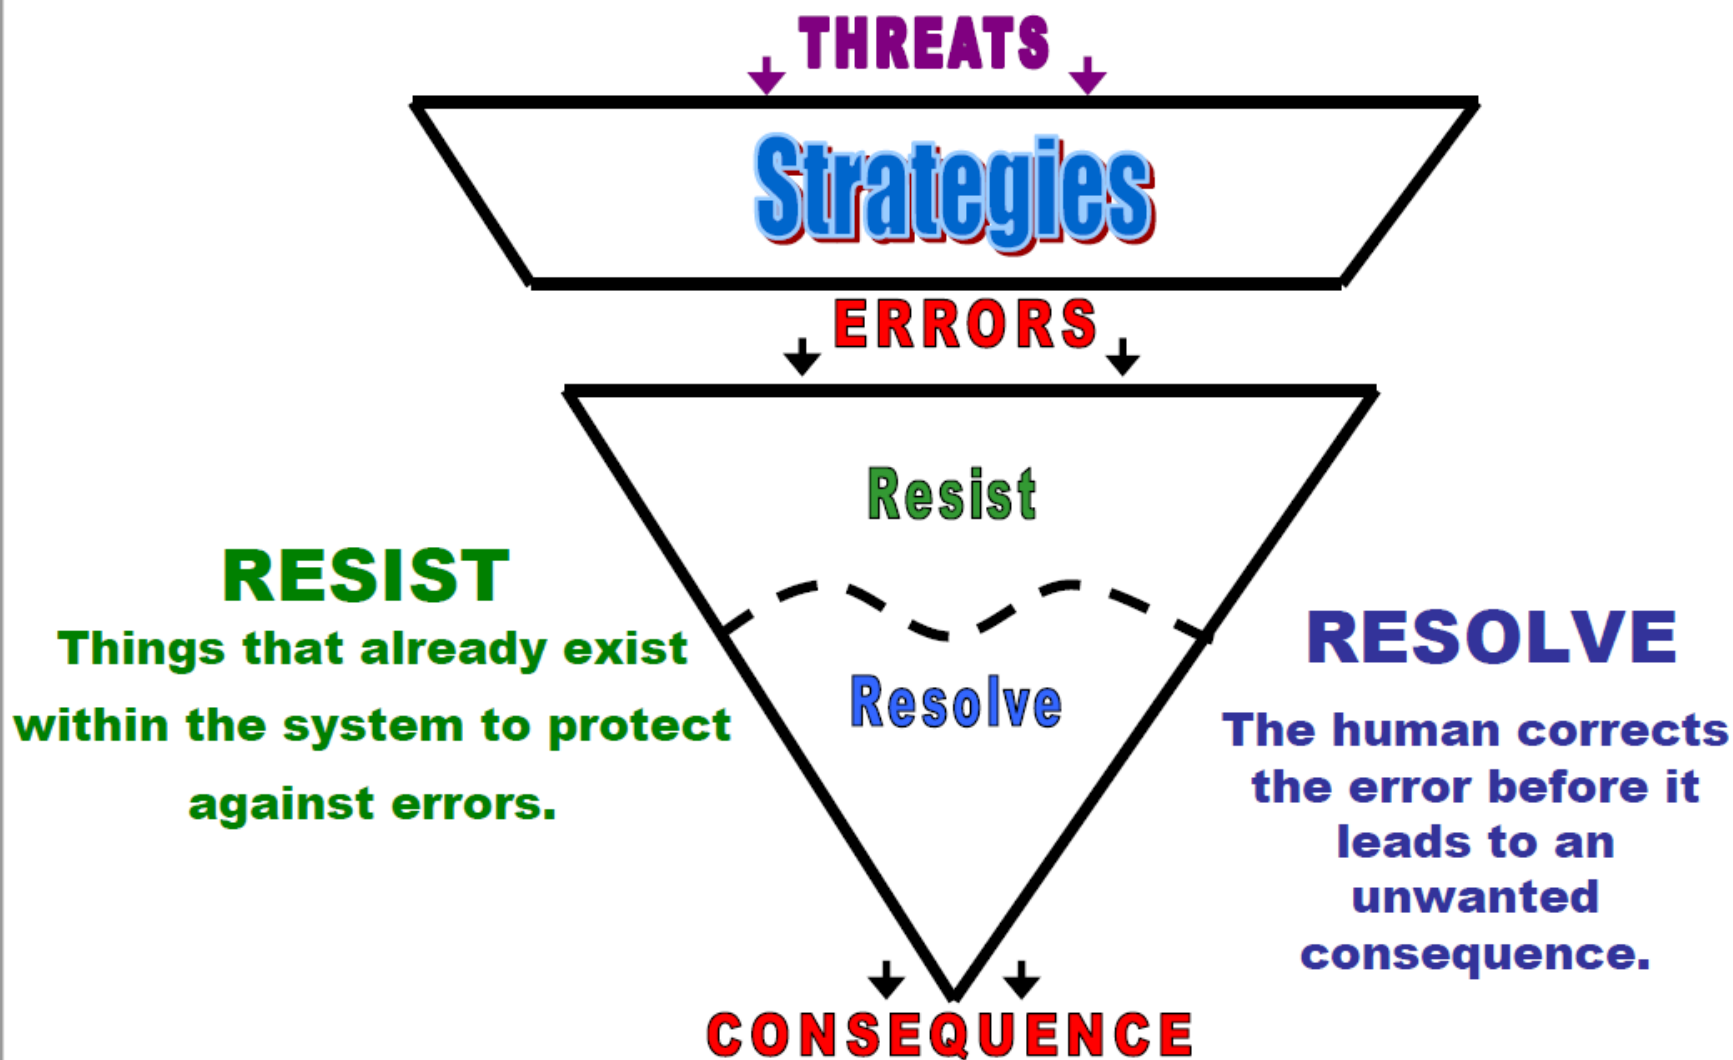 THREATS
Strategies
ERRORS
Resist
Resolve
RESIST
Things that already exist
within the system to protect
against errors.
RESOLVE
The human corrects
the error before it
leads to an
unwanted
consequence.
CONSEQUENCE